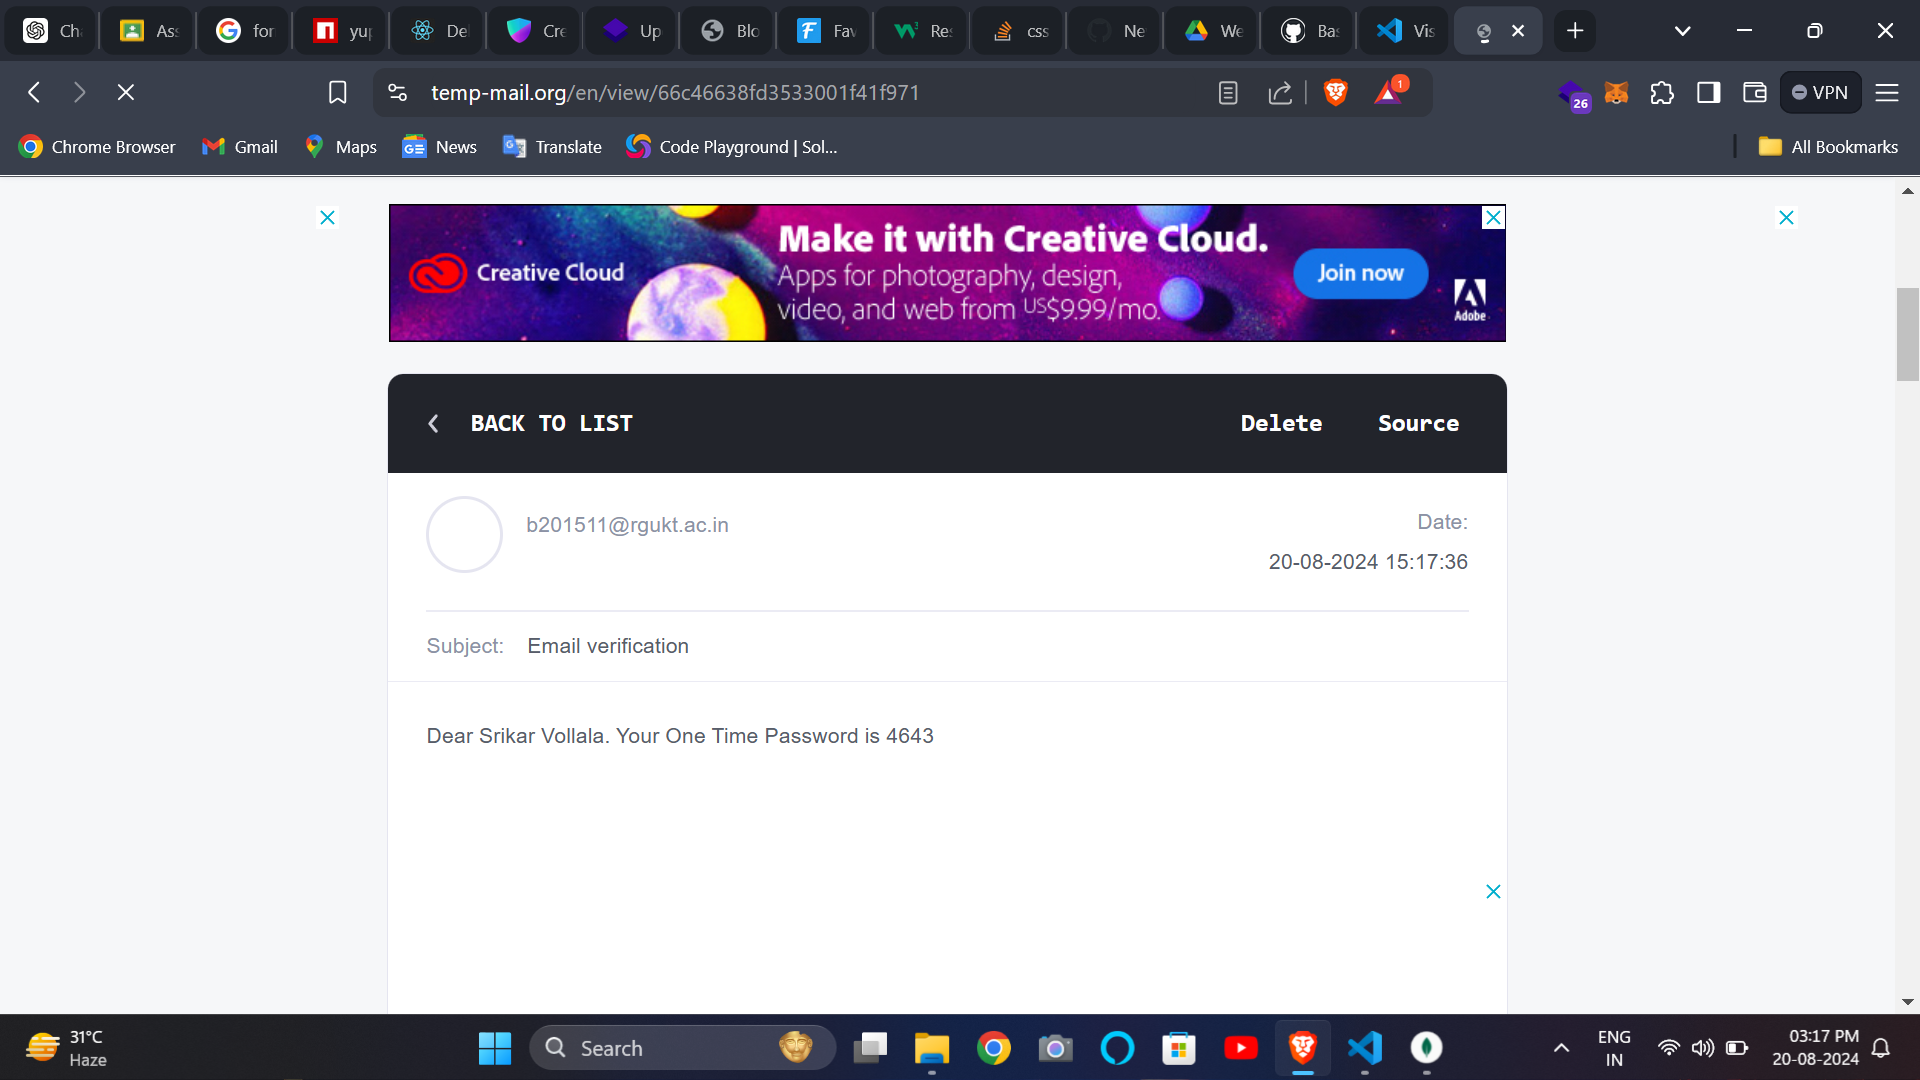 Ch
Ass
for
yup
De
Cre
Up
Blo
Fav
Re
css
Ne
We
Ba
Vis
temp-mail.org/en/view/66c46638fd3533001f41f971
1
26
VPN
Chrome Browser
Gmail
Maps
News
Translate
Code Playground | Sol...
All Bookmarks
Creative Cloud
Make it with Creative Cloud.
Apps for photography, design,
video, and web from US$9.99/mo.
Join now
Adobe
BACK TO LIST
Delete
Source
b201511@rgukt.ac.in
Date:
20-08-2024 15:17:36
Subject: Email verification
Dear Srikar Vollala. Your One Time Password is 4643
31°C
Haze
Search
ENG
IN
03:17 PM
20-08-2024